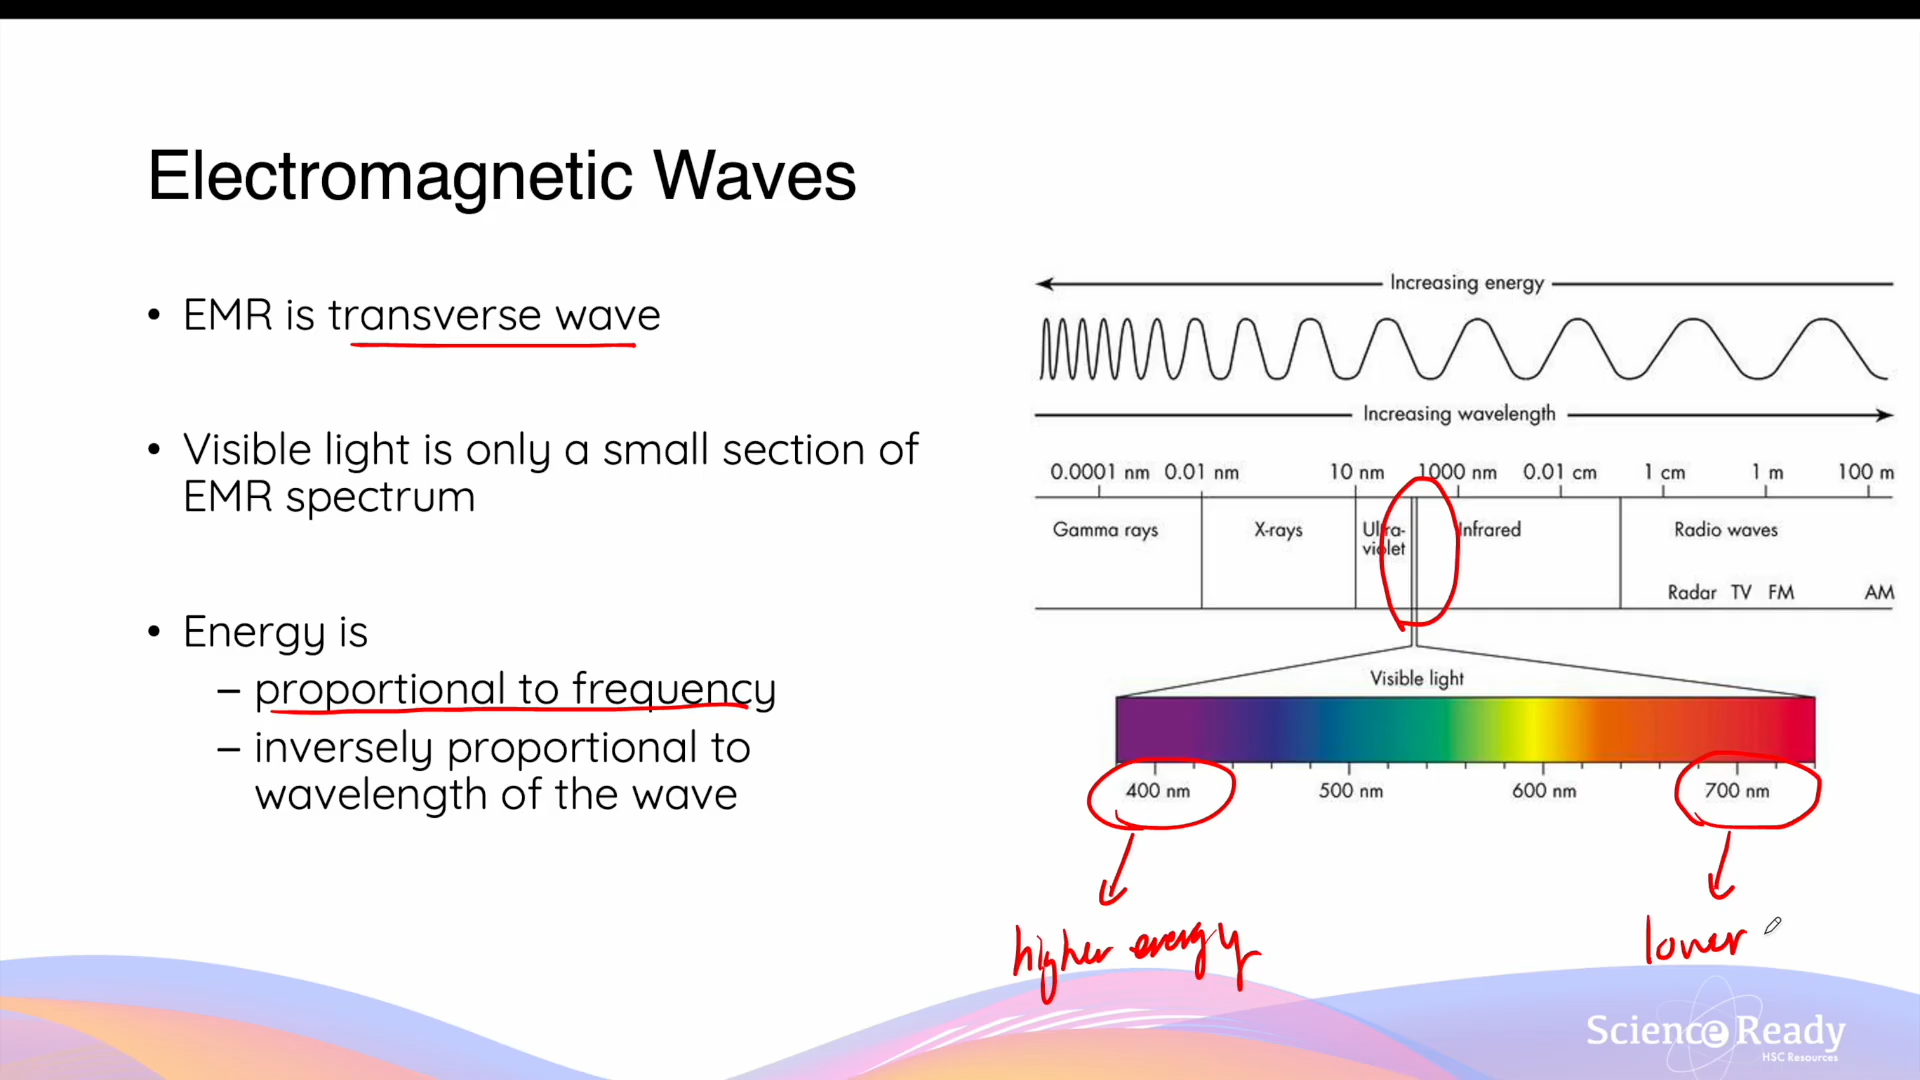 Electromagnetic Waves
• EMR is transverse wave
• Visible light is only a small section of
EMR spectrum
• Energy is
– proportional to frequency
– inversely proportional to
wavelength of the wave
Increasing energy
Increasing wavelength
0.0001 nm 0.01 nm 10 nm 1000 nm 0.01 cm 1 cm 1 m 100 m
Gamma rays X-rays Ultra- Infrared Radio waves
violet
Radar TV FM AM
Visible light
400 nm 500 nm 600 nm 700 nm
higher energy lower
Science Ready
HSC Resources